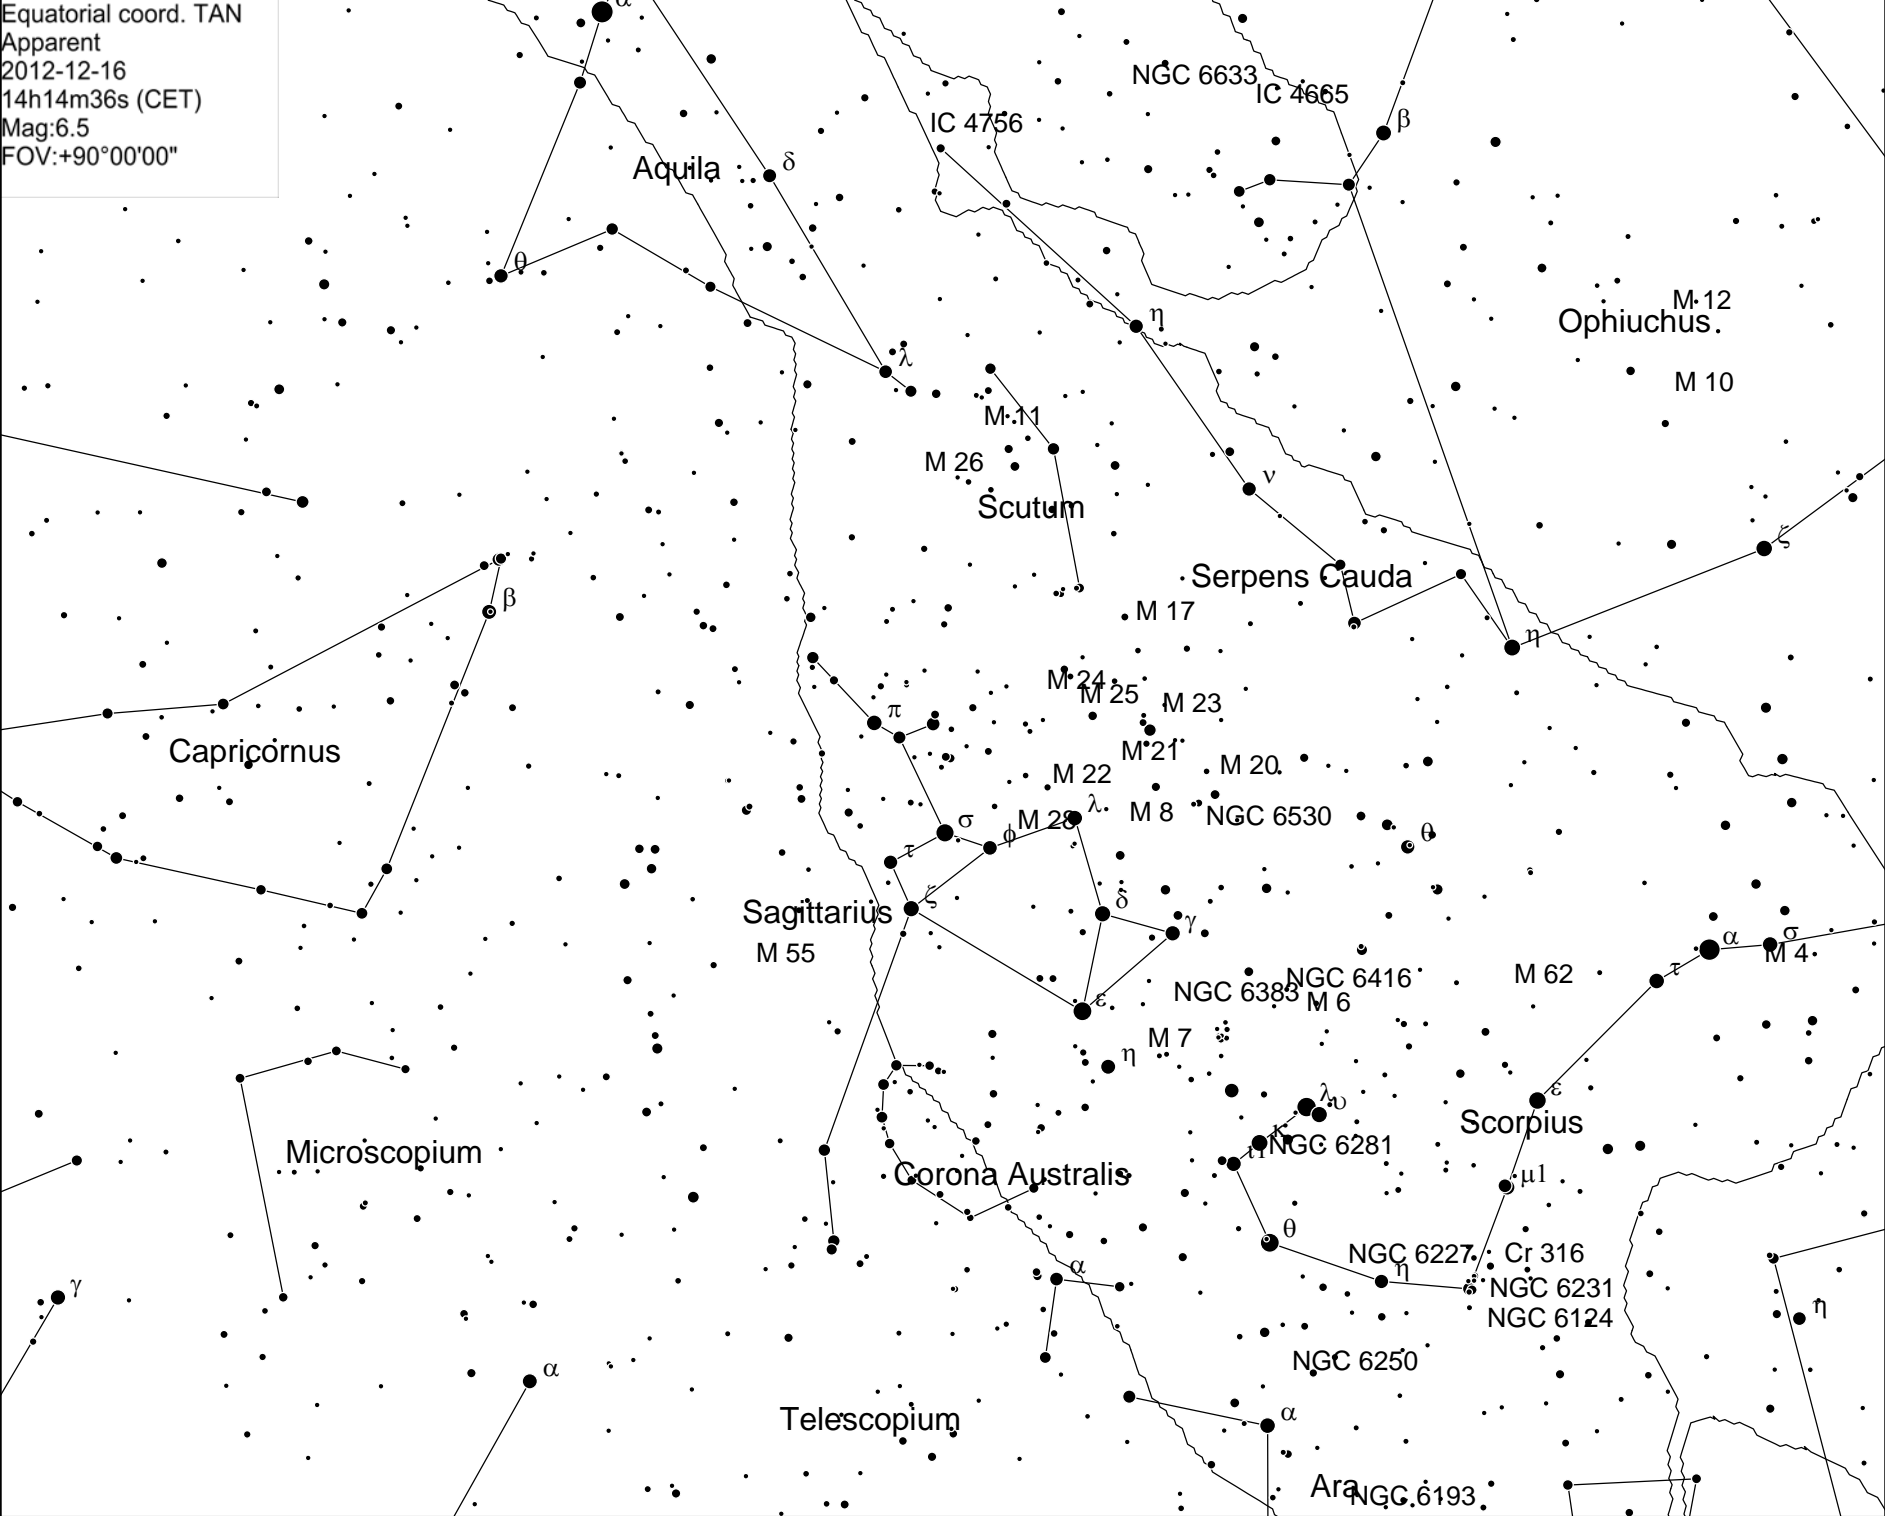 Equatorial coord. TAN
Apparent
2012-12-16
14h14m36s (CET)
Mag:6.5
FOV:+90°00'00"
α
NGC 6633
IC 4665
β
IC 4756
Aquila
δ
θ
M 12
Ophiuchus
η
λ
M 10
M 11
M 26
ν
Scutum
ζ
Serpens Cauda
β
M 17
η
M 24
M 25
M 23
π
Capricornus
M 21
M 20
M 22
λ
M 8
NGC 6530
σ
M 28
φ
θ
τ
ζ
Sagittarius
δ
γ
α
σ
M 4
M 55
τ
M 62
NGC 6416
NGC 6383
M 6
ε
M 7
η
ε
λ
υ
Scorpius
κ
NGC 6281
ι1
Microscopium
Corona Australis
μ1
θ
NGC 6227
Cr 316
α
η
NGC 6231
γ
η
NGC 6124
NGC 6250
α
Telescopium
α
Ara
NGC 6193